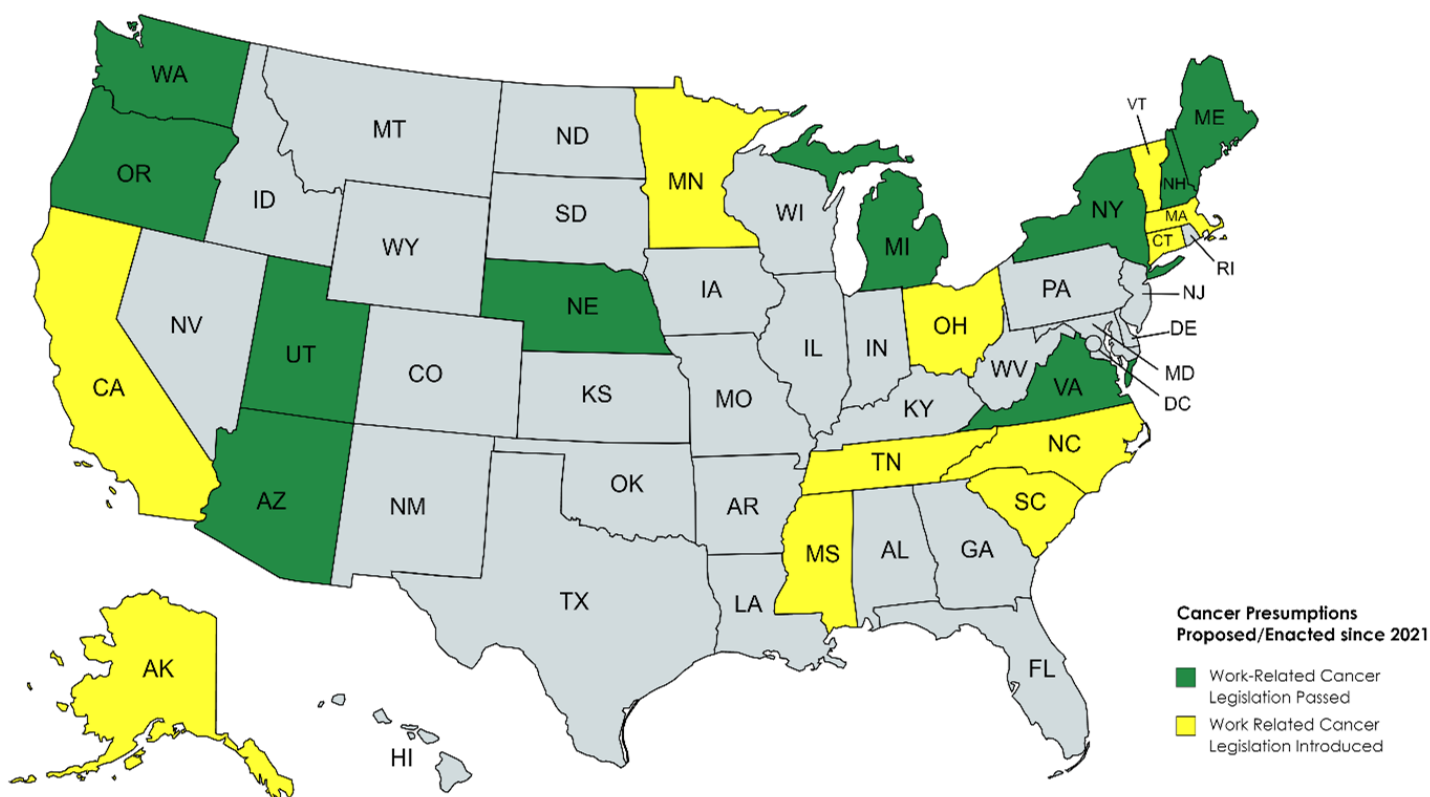 WA
OR
CA
ID
NV
MT
WY
UT
AZ
CO
NM
ND
SD
NE
KS
OK
TX
MN
IA
MO
AR
LA
WI
IL
MI
IN
OH
KY
TN
MS
AL
GA
FL
SC
NC
VA
WV
PA
NY
VT
NH
ME
MA
CT
RI
NJ
DE
MD
DC
AK
HI
Cancer Presumptions
Proposed/Enacted since 2021
Work-Related Cancer
Legislation Passed
Work Related Cancer
Legislation Introduced